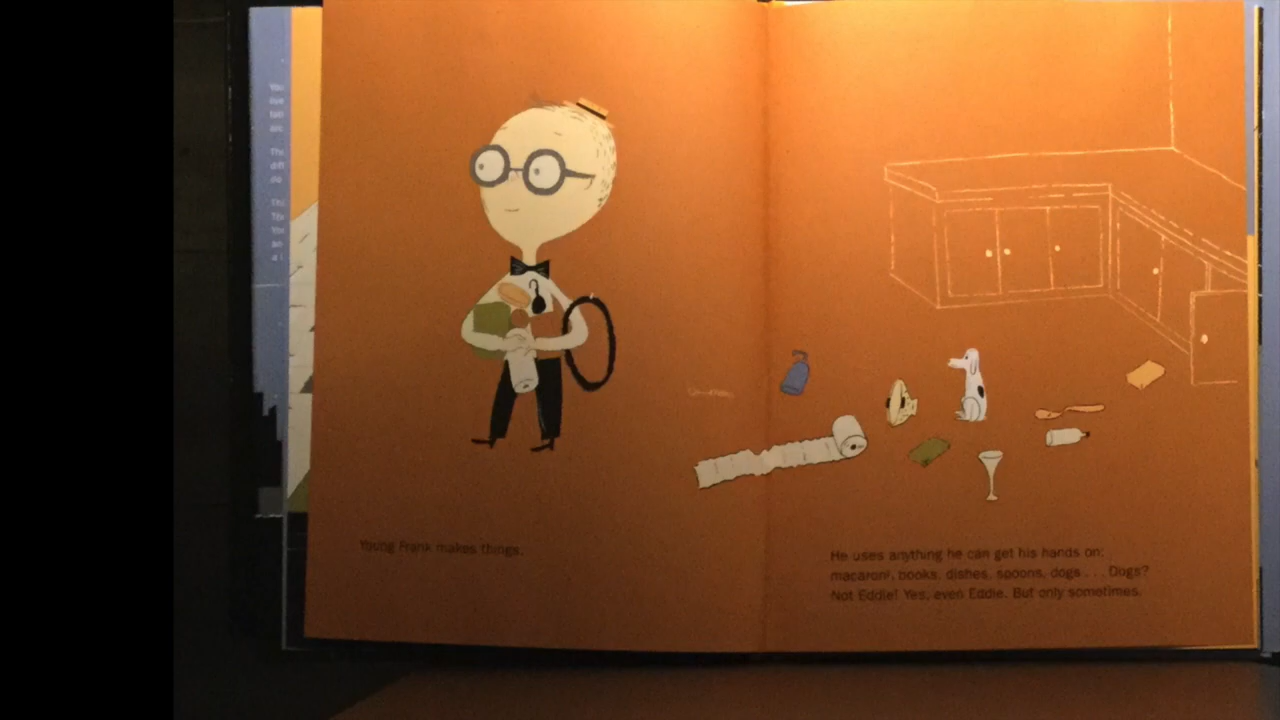 Young Frank makes things.
He uses anything he can get his hands on:
macaroni, books, dishes, spoons, dogs . . . Dogs?
Not Eddie! Yes, even Eddie. But only sometimes.